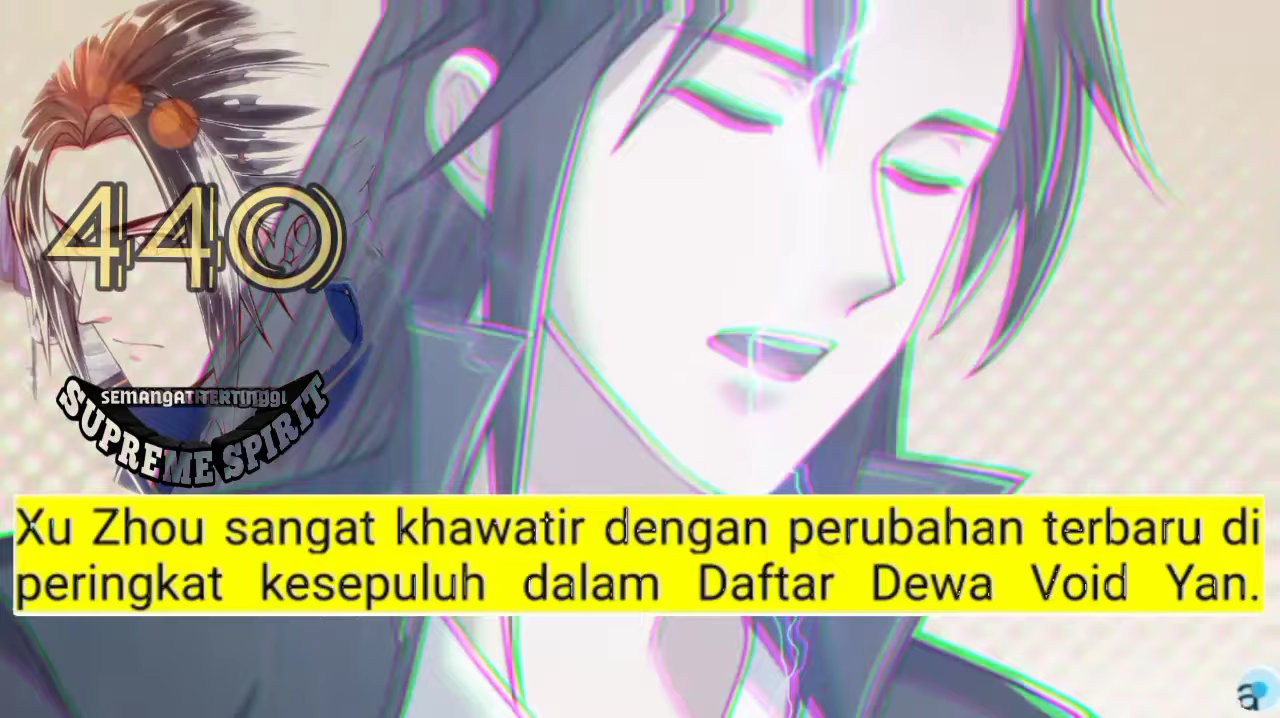 440
SEMANGAT TERTINGGI
SUPREME SPIRIT
Xu Zhou sangat khawatir dengan perubahan terbaru di
peringkat kesepuluh dalam Daftar Dewa Void Yan.
a